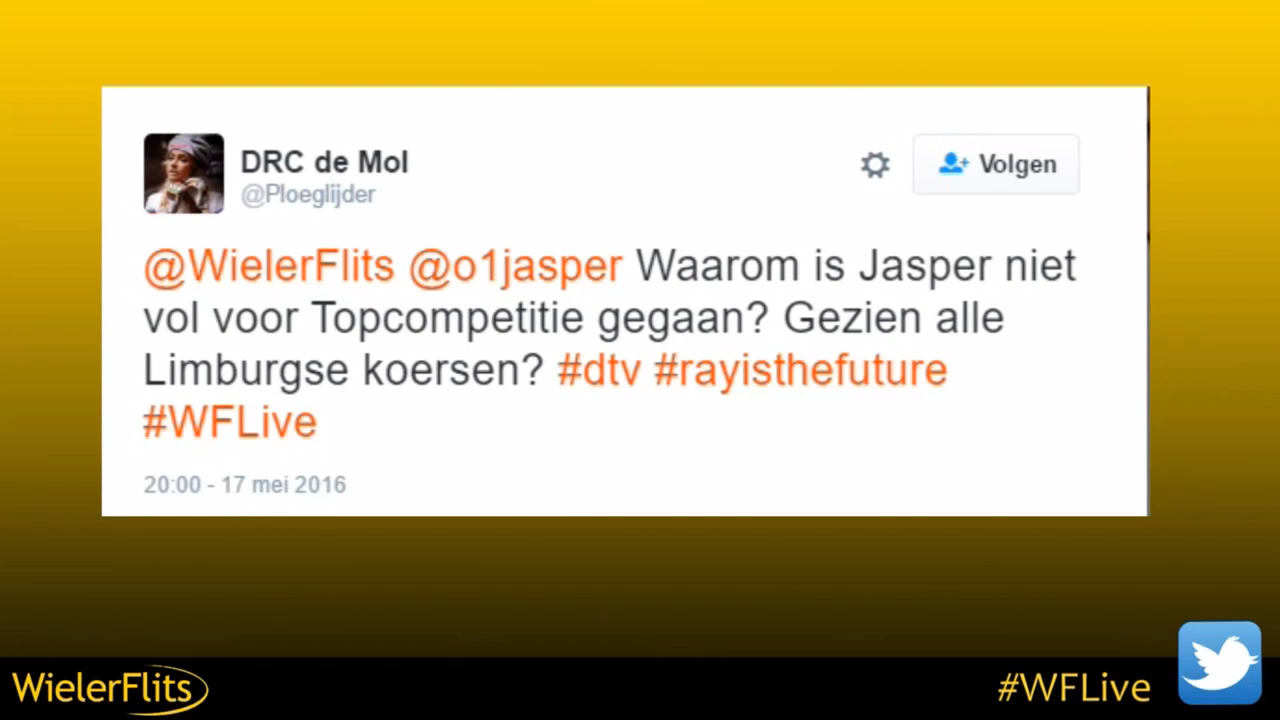 DRC de Mol
@Ploeglijder
Volgen
@WielerFlits @o1jasper Waarom is Jasper niet
vol voor Topcompetitie gegaan? Gezien alle
Limburgse koersen? #dtv #rayisthefuture
#WFLive
20:00 - 17 mei 2016
WielerFlits
#WFLive